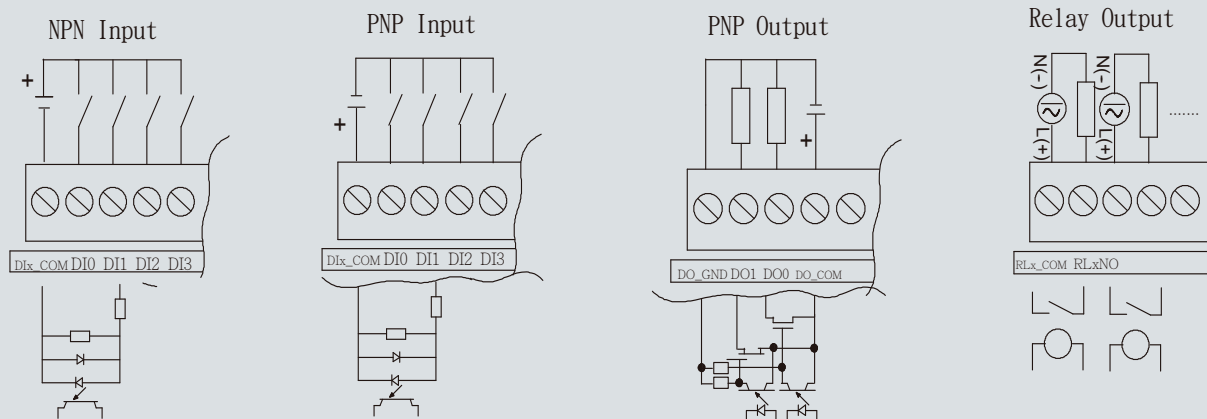 NPN Input
+
DIx_COM DI0 DI1 DI2 DI3
PNP Input
+
DIx_COM DI0 DI1 DI2 DI3
PNP Output
+
DO_GND DO1 DO0 DO_COM
Relay Output
N(-) L(+) N(-) L(+)
.......
RLx_COM RLxNO